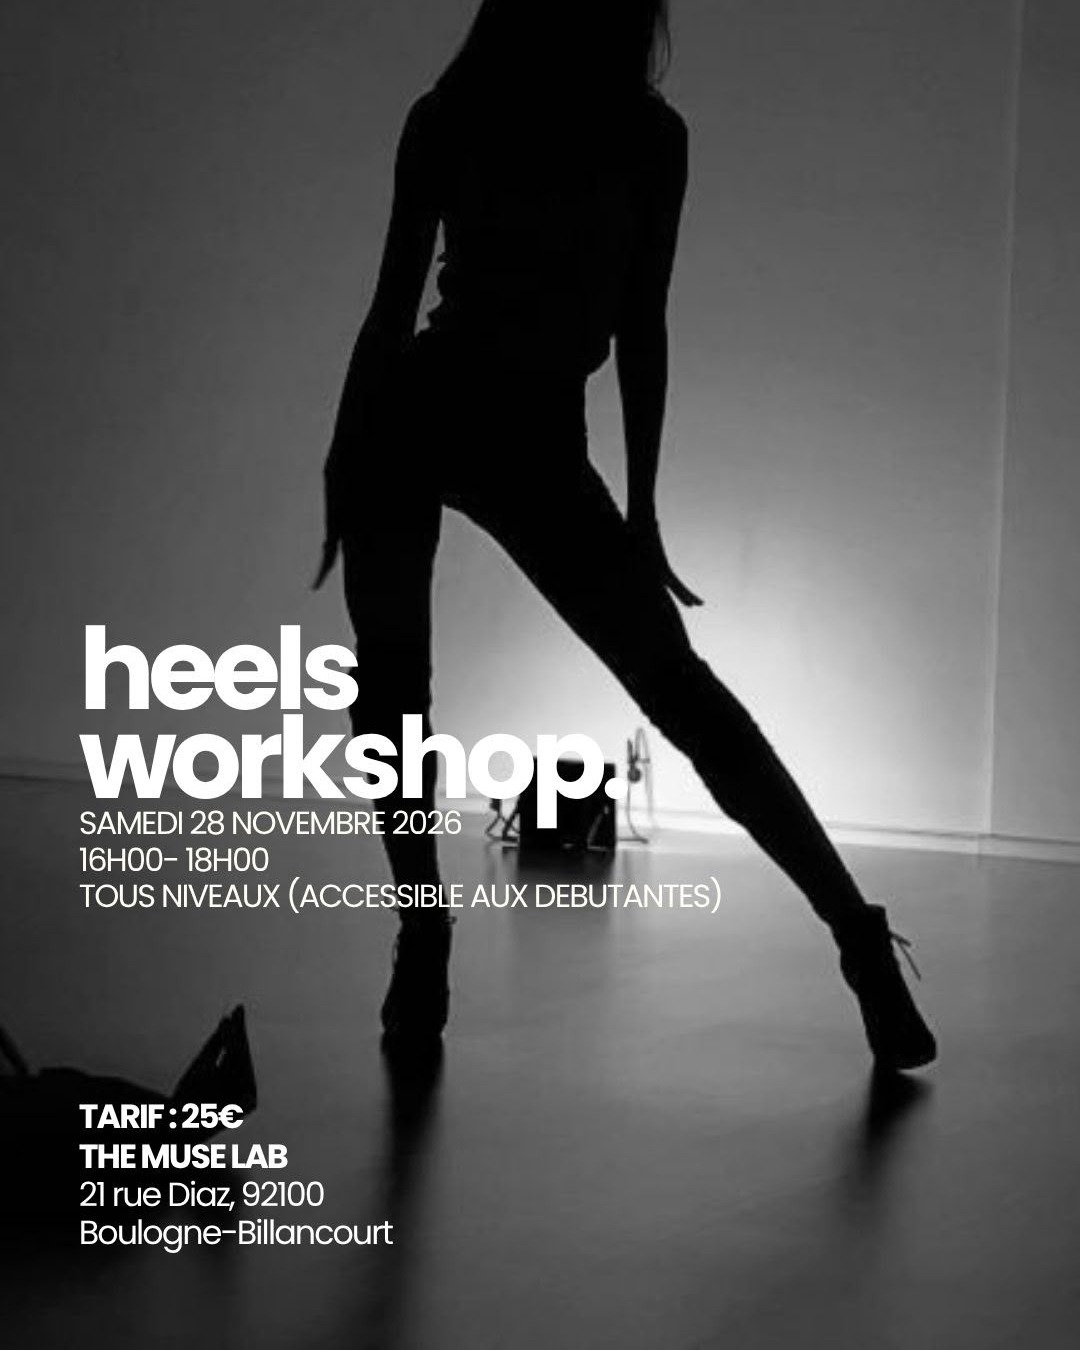 heels
workshop.
SAMEDI 28 NOVEMBRE 2026
16H00- 18H00
TOUS NIVEAUX (ACCESSIBLE AUX DEBUTANTES)
TARIF : 25€
THE MUSE LAB
21 rue Diaz, 92100
Boulogne-Billancourt